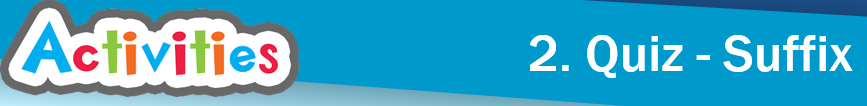 Activities
2. Quiz - Suffix